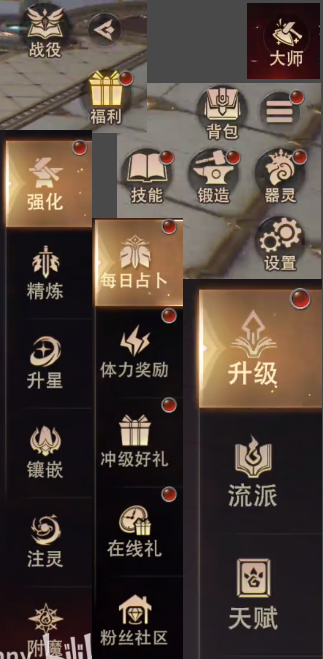 战役
福利
大师
背包
技能
锻造
器灵
设置
强化
精炼
升星
镶嵌
注灵
附魔
每日占卜
体力奖励
冲级好礼
在线礼
粉丝社区
升级
流派
天赋